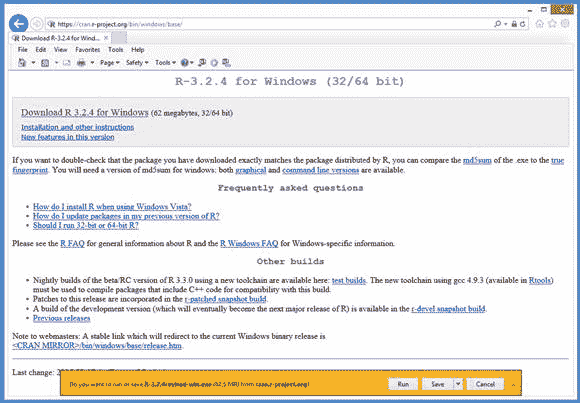 https://cran.r-project.org/bin/windows/base/
Download R-3.2.4 for Wind...
File Edit View Favorites Tools Help
Page Safety Tools
R-3.2.4 for Windows (32/64 bit)
Download R 3.2.4 for Windows (62 megabytes, 32/64 bit)
Installation and other instructions
New features in this version
If you want to double-check that the package you have downloaded exactly matches the package distributed by R, you can compare the md5sum of the .exe to the true
fingerprint. You will need a version of md5sum for windows: both graphical and command line versions are available.
Frequently asked questions
• How do I install R when using Windows Vista?
• How do I update packages in my previous version of R?
• Should I run 32-bit or 64-bit R?
Please see the R FAQ for general information about R and the R Windows FAQ for Windows-specific information.
Other builds
• Nightly builds of the beta/RC version of R 3.3.0 using a new toolchain are available here: test builds. The new toolchain using gcc 4.9.3 (available in Rtools)
must be used to compile packages that include C++ code for compatibility with this build.
• Patches to this release are incorporated in the r-patched snapshot build.
• A build of the development version (which will eventually become the next major release of R) is available in the r-devel snapshot build.
• Previous releases
Note to webmasters: A stable link which will redirect to the current Windows binary release is
<CRAN MIRROR>/bin/windows/base/release.htm.
Last change:
Do you want to run or save R-3.2.4 from cran.r-project.org?
Run Save Cancel